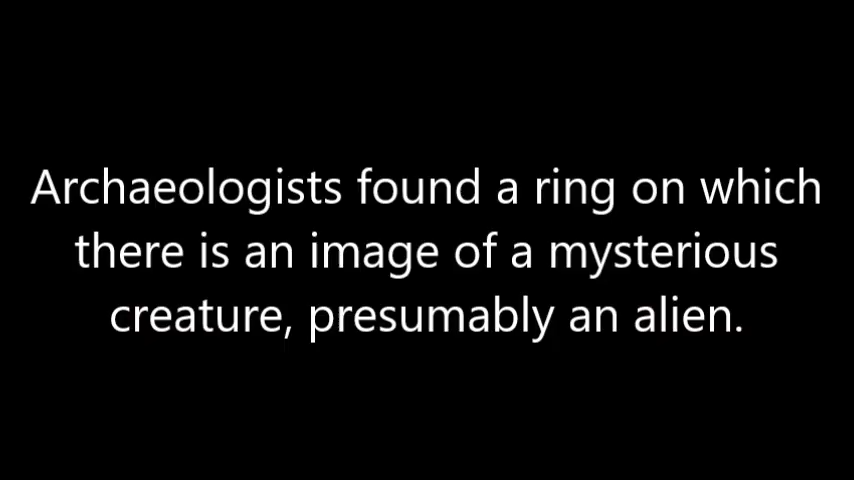 Archaeologists found a ring on which
there is an image of a mysterious
creature, presumably an alien.